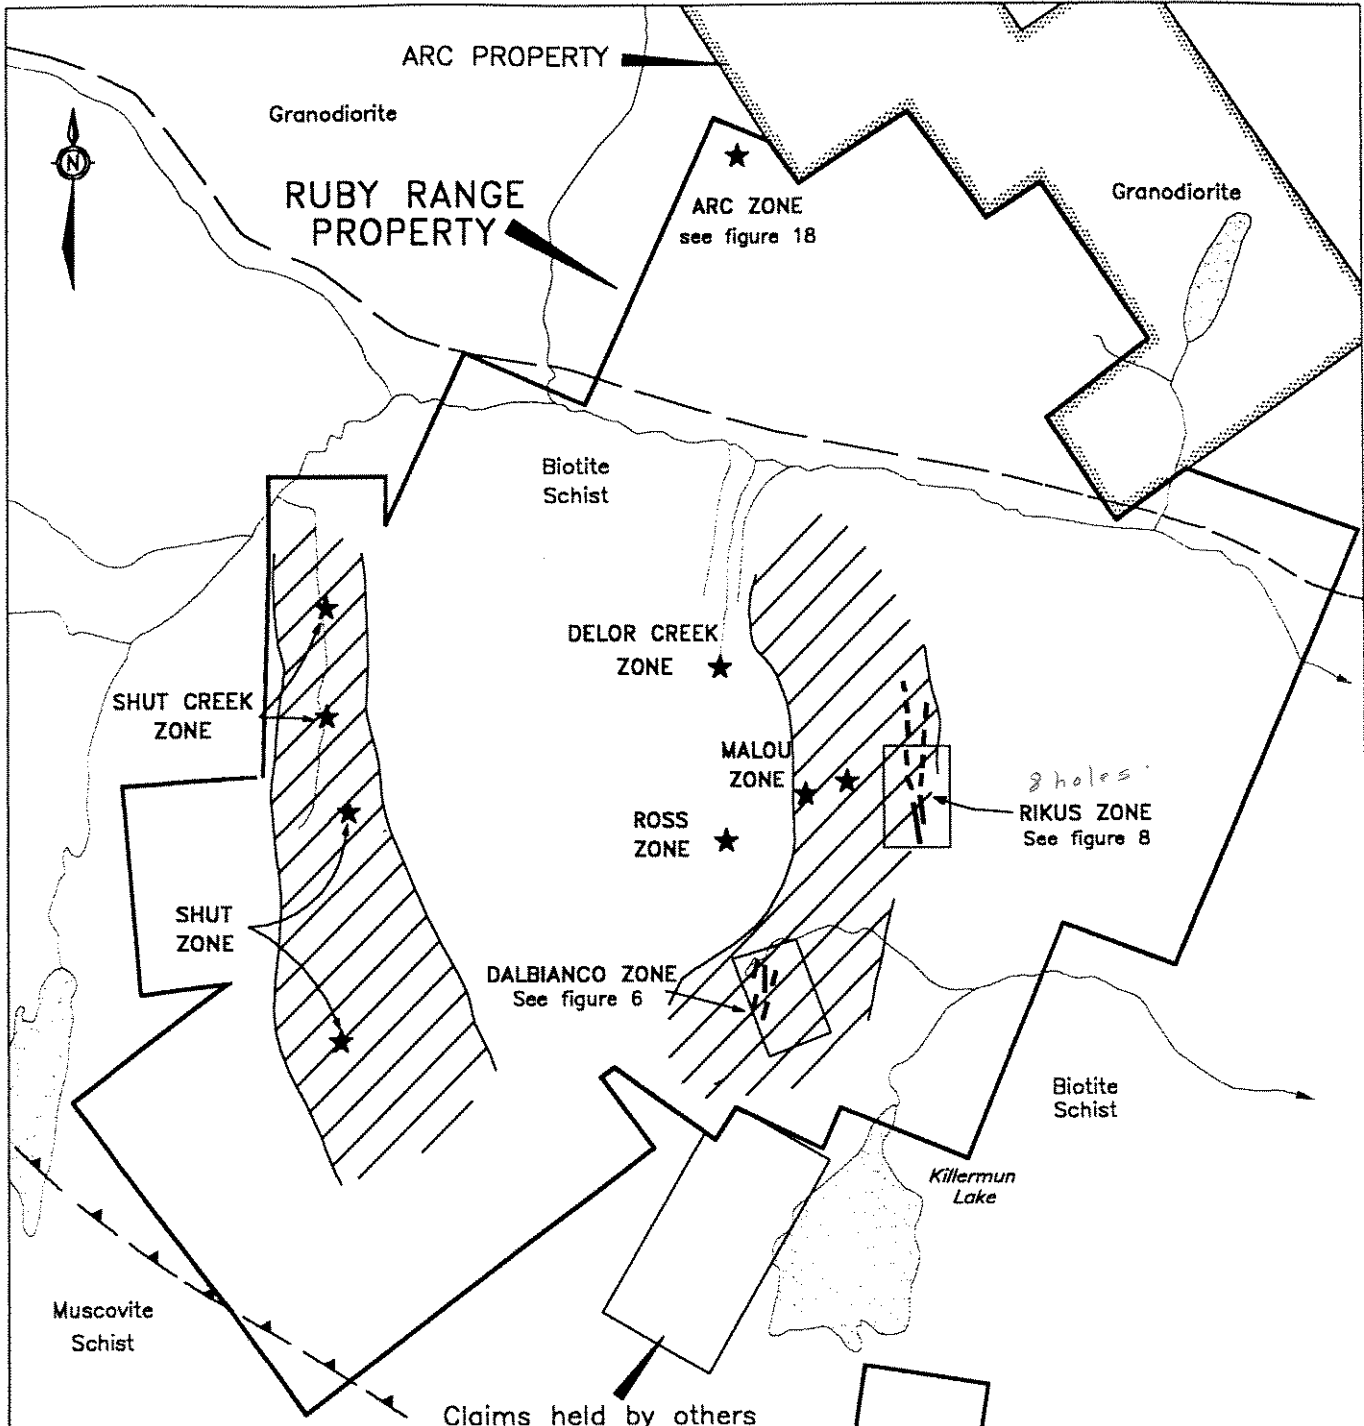 ARC PROPERTY
Granodiorite
N
RUBY RANGE
PROPERTY
ARC ZONE
see figure 18
Granodiorite
Biotite
Schist
DELOR CREEK
ZONE
SHUT CREEK
ZONE
MALOU
ZONE
8 holes.
RIKUS ZONE
See figure 8
ROSS
ZONE
SHUT
ZONE
DALBIANCO ZONE
See figure 6
Biotite
Schist
Killermun
Lake
Muscovite
Schist
Claims held by others